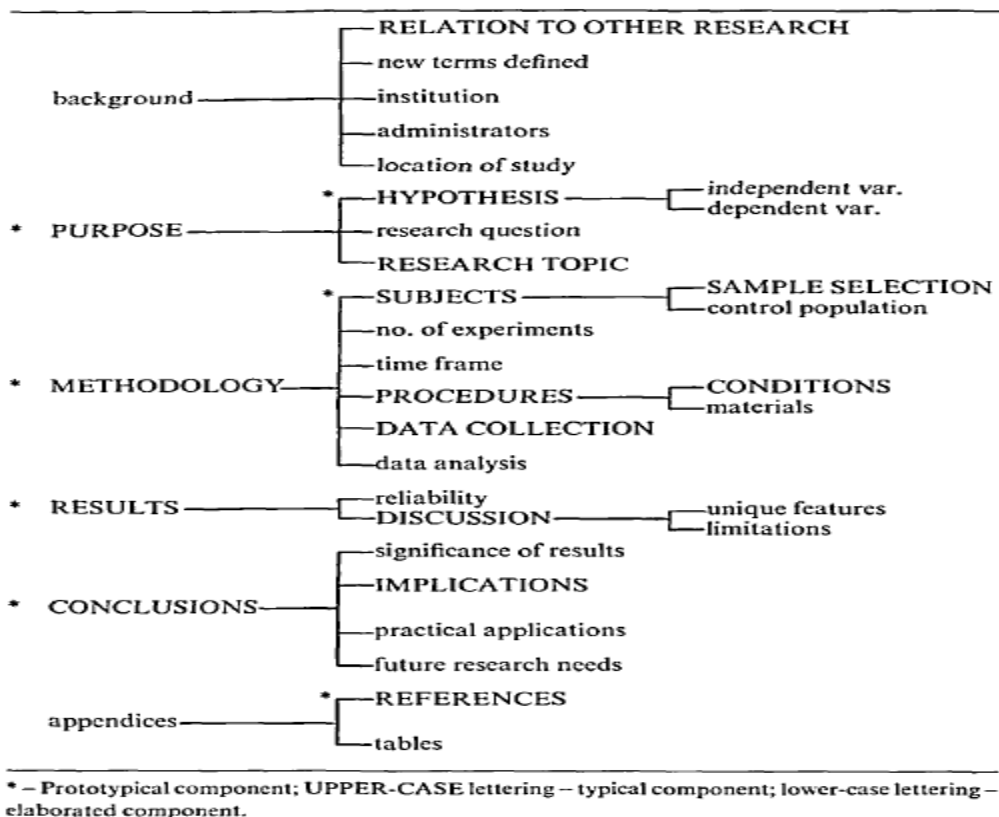 RELATION TO OTHER RESEARCH
new terms defined
background
institution
administrators
location of study
* HYPOTHESIS
independent var.
dependent var.
* PURPOSE
research question
RESEARCH TOPIC
* SUBJECTS
SAMPLE SELECTION
control population
no. of experiments
time frame
* METHODOLOGY
PROCEDURES
CONDITIONS
materials
DATA COLLECTION
data analysis
* RESULTS
reliability
DISCUSSION
unique features
limitations
significance of results
IMPLICATIONS
* CONCLUSIONS
practical applications
future research needs
* REFERENCES
appendices
tables
* – Prototypical component; UPPER-CASE lettering – typical component; lower-case lettering –
elaborated component.